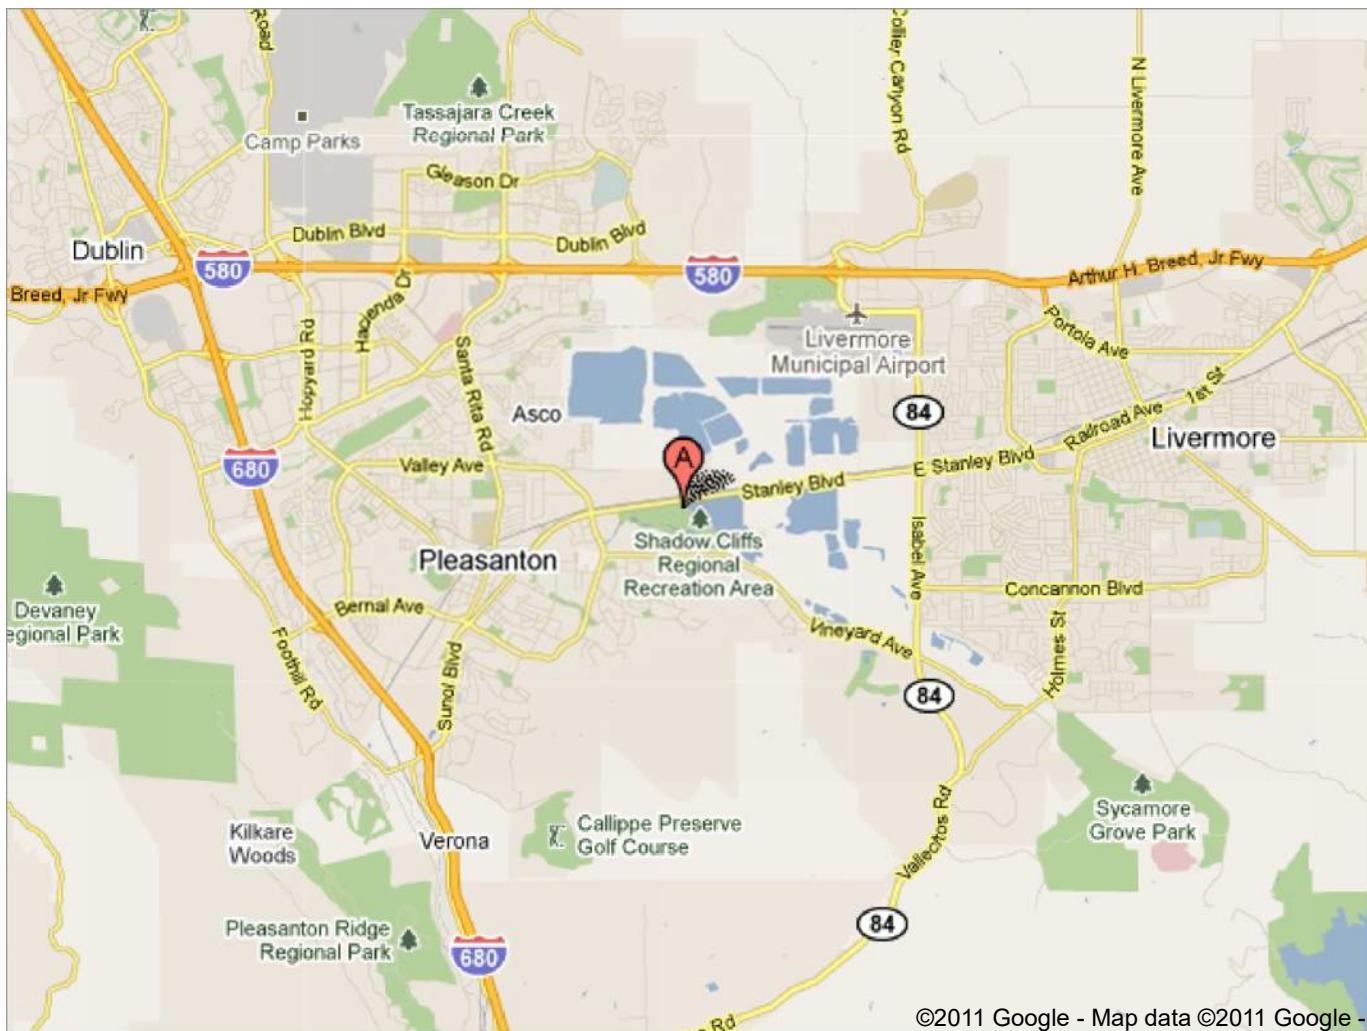 Road
Collier Canyon Rd
N Livermore Ave
Tassajara Creek
Regional Park
Camp Parks
Gleason Dr
Dublin Blvd
Dublin Blvd
Dublin
580
580
Arthur H. Breed, Jr Fwy
Breed, Jr Fwy
Hacienda Dr
Hopyard Rd
Santa Rita Rd
Livermore
Municipal Airport
Portola Ave
1st St
Asco
84
Railroad Ave
Livermore
680
Valley Ave
A
Stanley Blvd
E Stanley Blvd
Isabel Ave
Shadow Cliffs
Regional
Recreation Area
Pleasanton
Devaney
egional Park
Bernal Ave
Concannon Blvd
Vineyard Ave
Holmes St
Foothill Rd
Sunol Blvd
84
Sycamore
Grove Park
Kilkare
Woods
Verona
Callippe Preserve
Golf Course
Vallecitos Rd
84
Pleasanton Ridge
Regional Park
680
Rd
©2011 Google - Map data ©2011 Google -